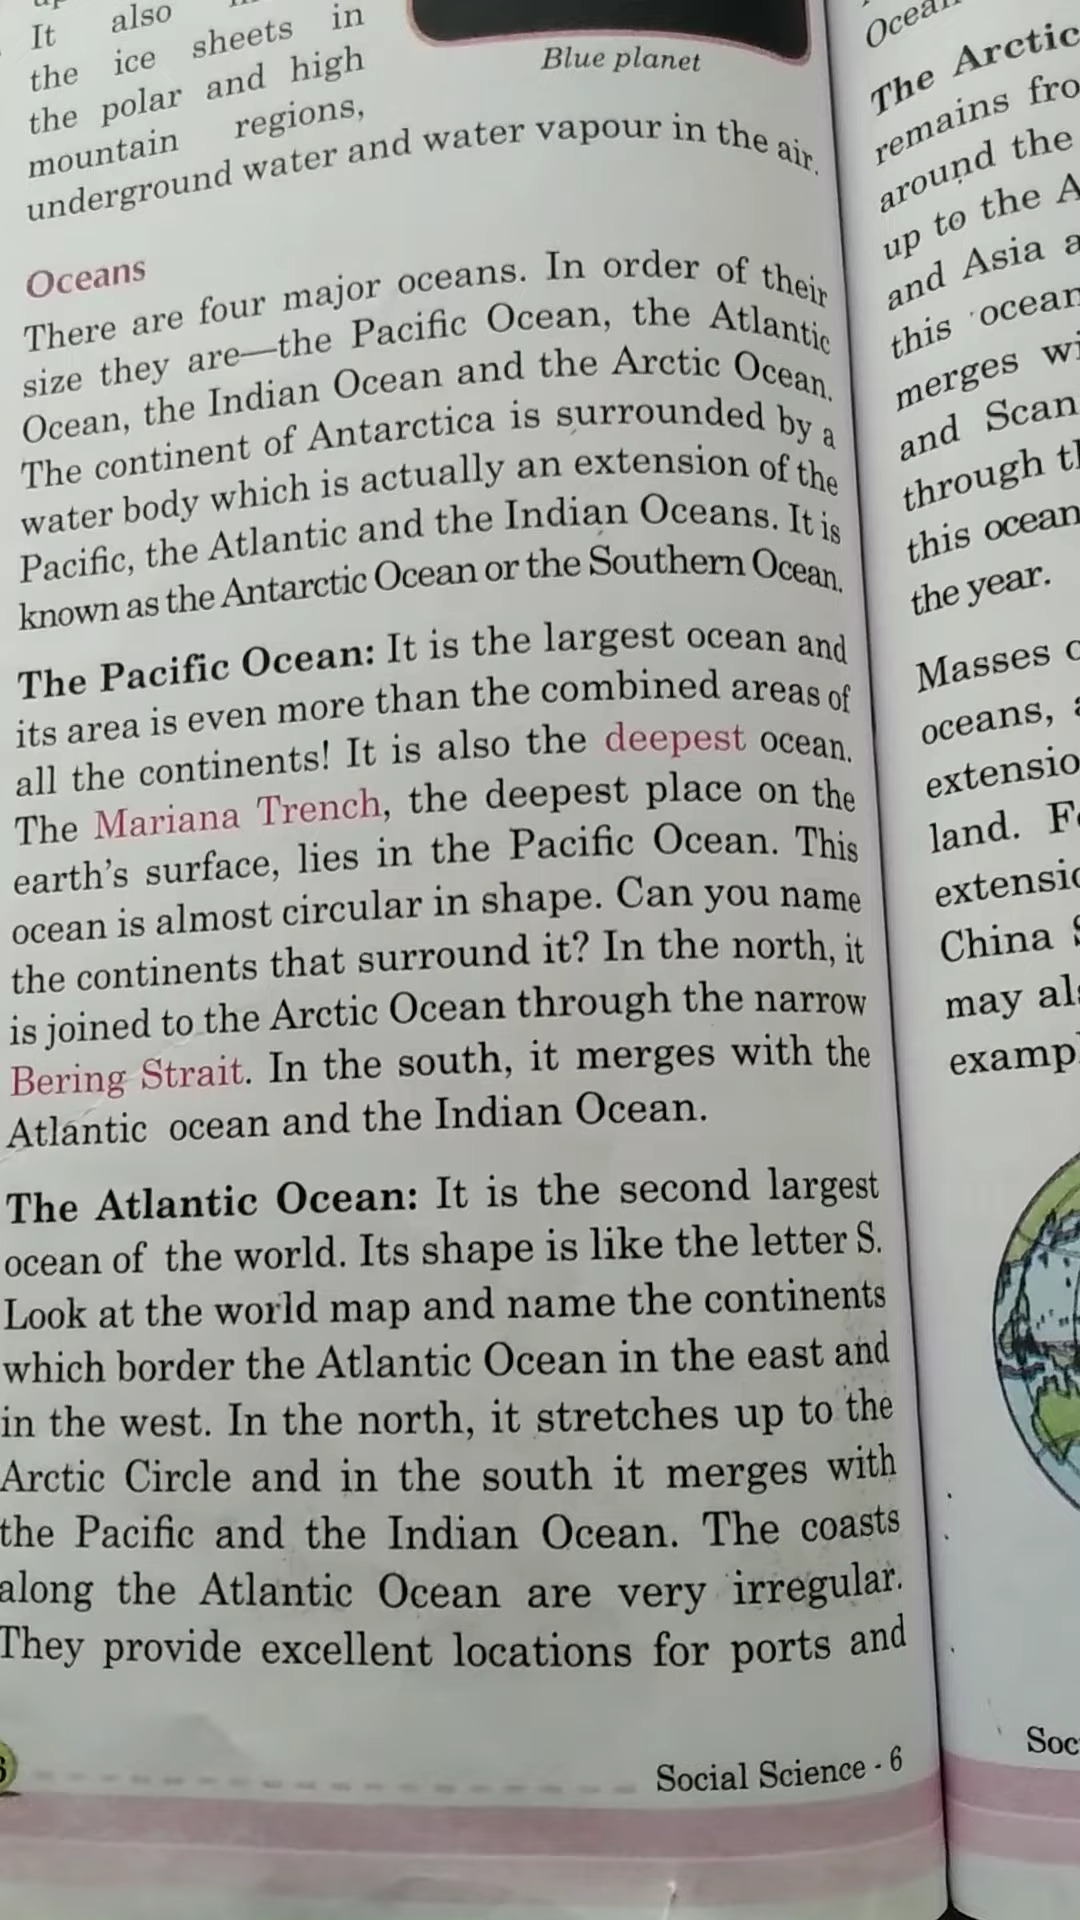 It also
the ice sheets in
the polar and high
mountain regions,
underground water and water vapour in the air.
Blue planet
Oceans
There are four major oceans. In order of their
size they are—the Pacific Ocean, the Atlantic
Ocean, the Indian Ocean and the Arctic Ocean.
The continent of Antarctica is surrounded by a
water body which is actually an extension of the
Pacific, the Atlantic and the Indian Oceans. It is
known as the Antarctic Ocean or the Southern Ocean.
The Pacific Ocean: It is the largest ocean and
its area is even more than the combined areas of
all the continents! It is also the deepest ocean.
The Mariana Trench, the deepest place on the
earth's surface, lies in the Pacific Ocean. This
ocean is almost circular in shape. Can you name
the continents that surround it? In the north, it
is joined to the Arctic Ocean through the narrow
Bering Strait. In the south, it merges with the
Atlantic ocean and the Indian Ocean.
The Atlantic Ocean: It is the second largest
ocean of the world. Its shape is like the letter S.
Look at the world map and name the continents
which border the Atlantic Ocean in the east and
in the west. In the north, it stretches up to the
Arctic Circle and in the south it merges with
the Pacific and the Indian Ocean. The coasts
along the Atlantic Ocean are very irregular.
They provide excellent locations for ports and
Social Science - 6
The Arctic
remains
around the
up to the
and Asia
this ocean
merges
and
through
this ocean
the year.
Masses
oceans,
land.
China
may